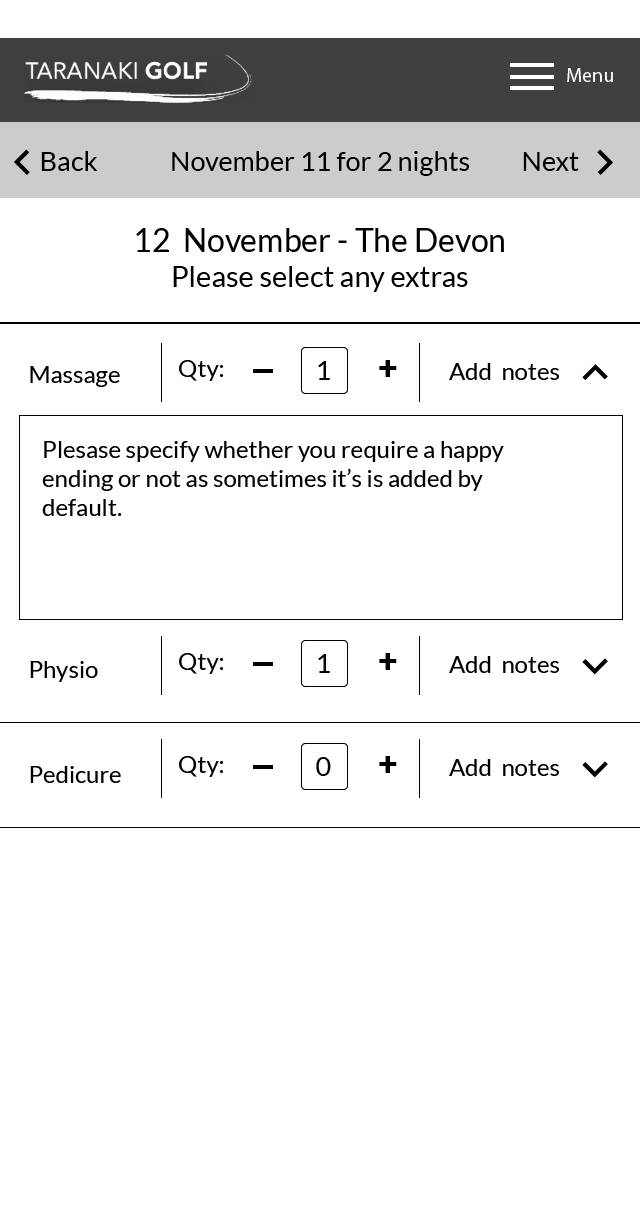 TARANAKI GOLF
Menu
Back
November 11 for 2 nights
Next
12 November - The Devon
Please select any extras
Massage
Qty:
1
Add notes
Plesase specify whether you require a happy
ending or not as sometimes it’s is added by
default.
Physio
Qty:
1
Add notes
Pedicure
Qty:
0
Add notes